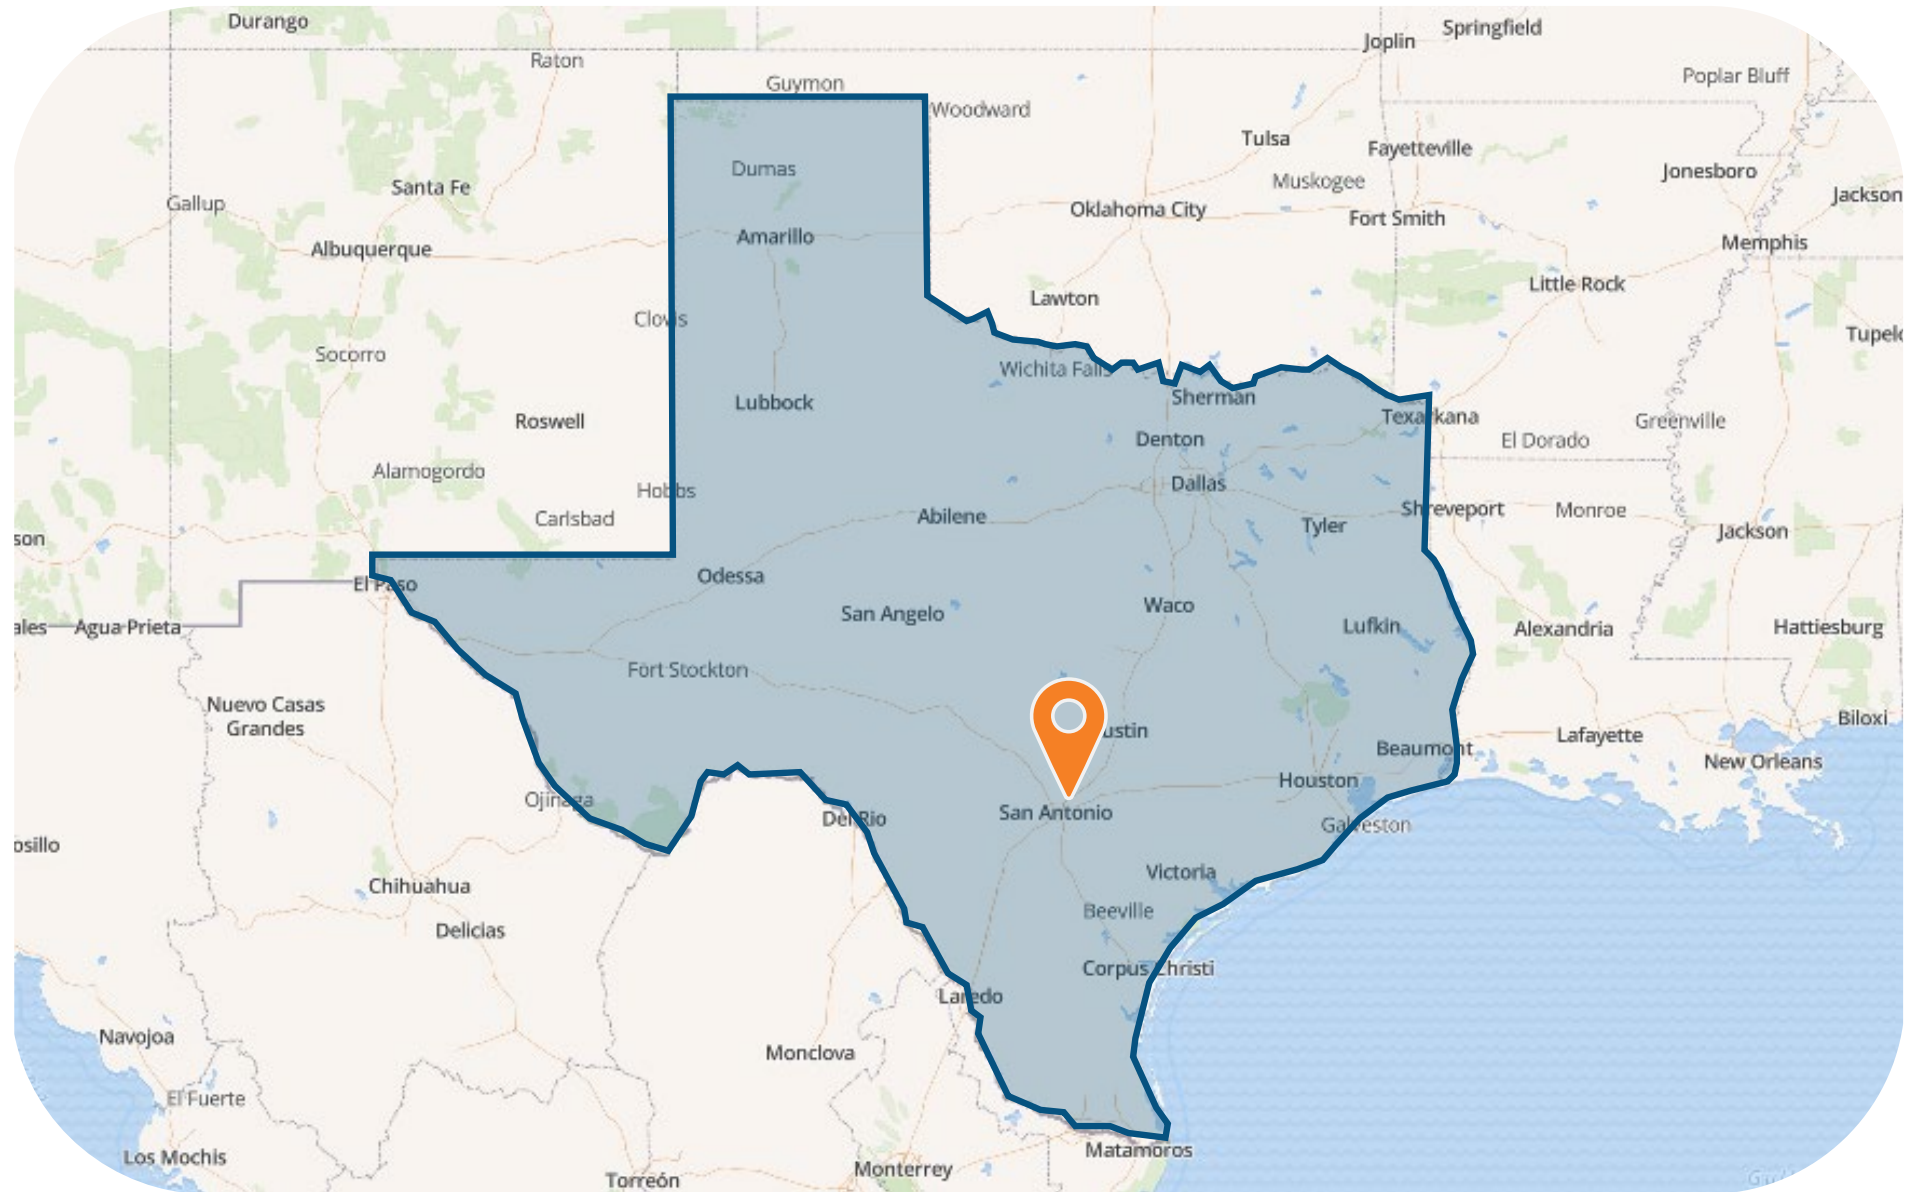 Durango
Springfield
Joplin
Raton
Poplar Bluff
Guymon
Woodward
Tulsa
Fayetteville
Dumas
Jonesboro
Muskogee
Santa Fe
Jackson
Gallup
Oklahoma City
Fort Smith
Amarillo
Memphis
Albuquerque
Little Rock
Lawton
Clovis
Tupelo
Socorro
Wichita Falls
Sherman
Lubbock
Texarkana
Roswell
Greenville
Denton
El Dorado
Alamogordo
Dallas
Hobbs
Shreveport
Monroe
Abilene
Carlsbad
Tyler
Jackson
son
Odessa
El Paso
Waco
San Angelo
ales
Agua Prieta
Lufkin
Alexandria
Hattiesburg
Fort Stockton
Nuevo Casas
Grandes
Biloxi
ustin
Lafayette
Beaumont
New Orleans
Houston
Ojinaga
San Antonio
Del Rio
Galveston
osillo
Victoria
Chihuahua
Beeville
Delicias
Corpus Christi
Laredo
Navojoa
Monclova
El Fuerte
Matamoros
Los Mochis
Monterrey
Torreón